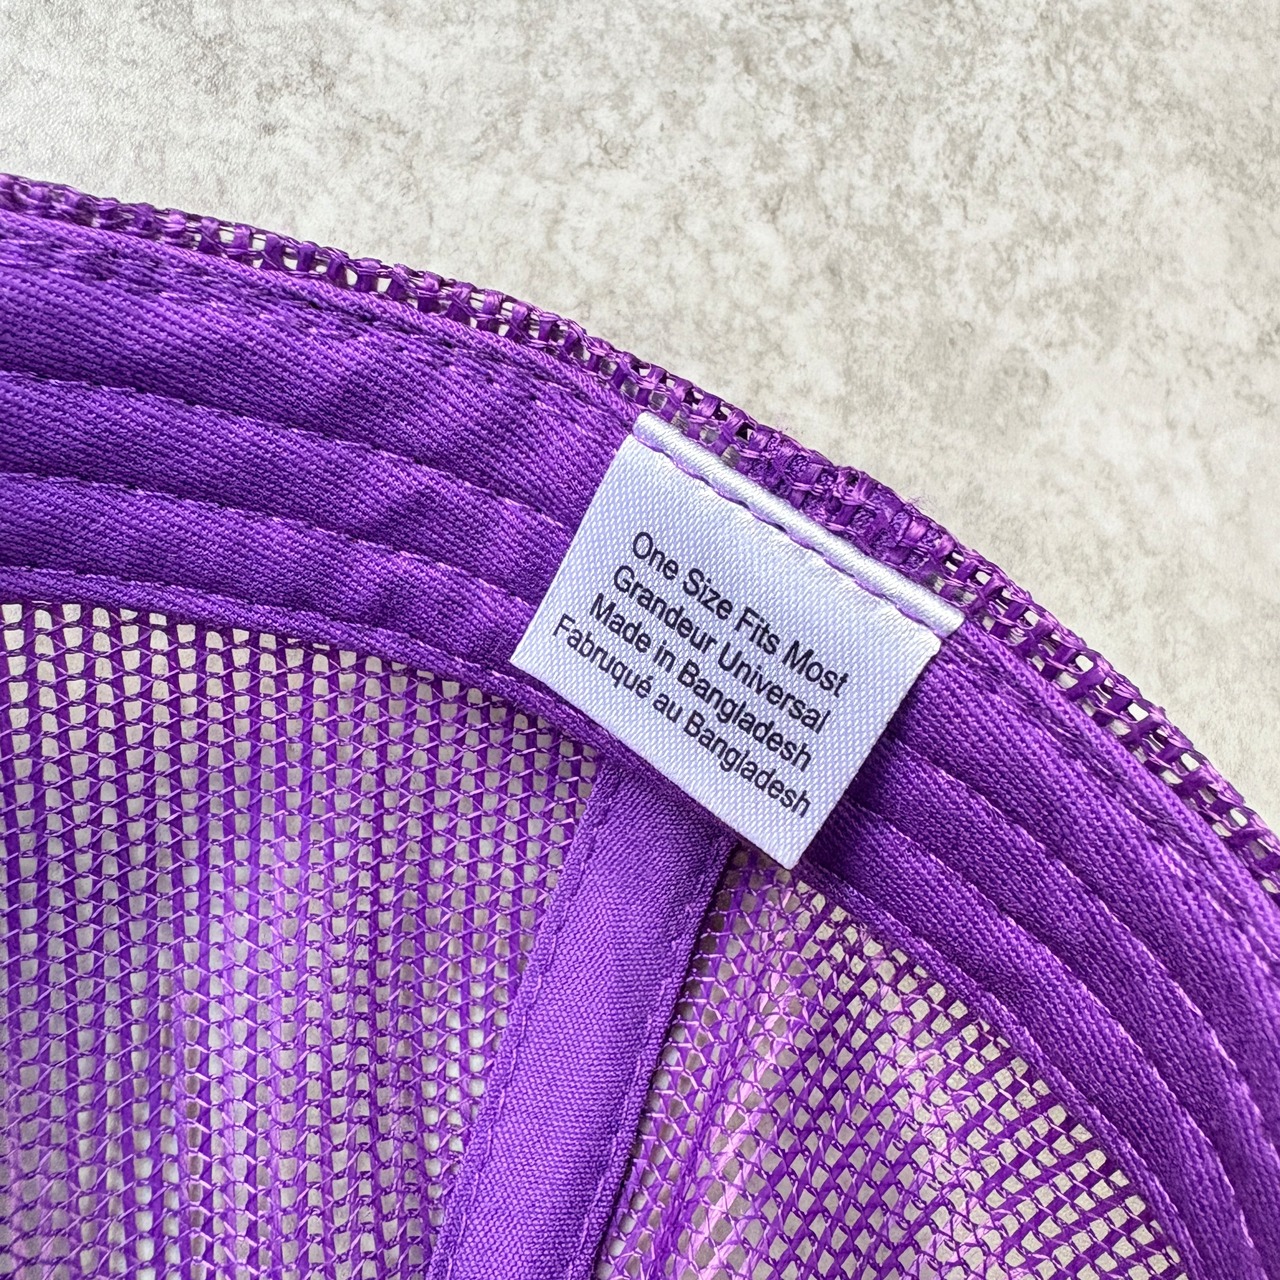 One Size Fits Most
Grandeur Universal
Made in Bangladesh
Fabruqué au Bangladesh